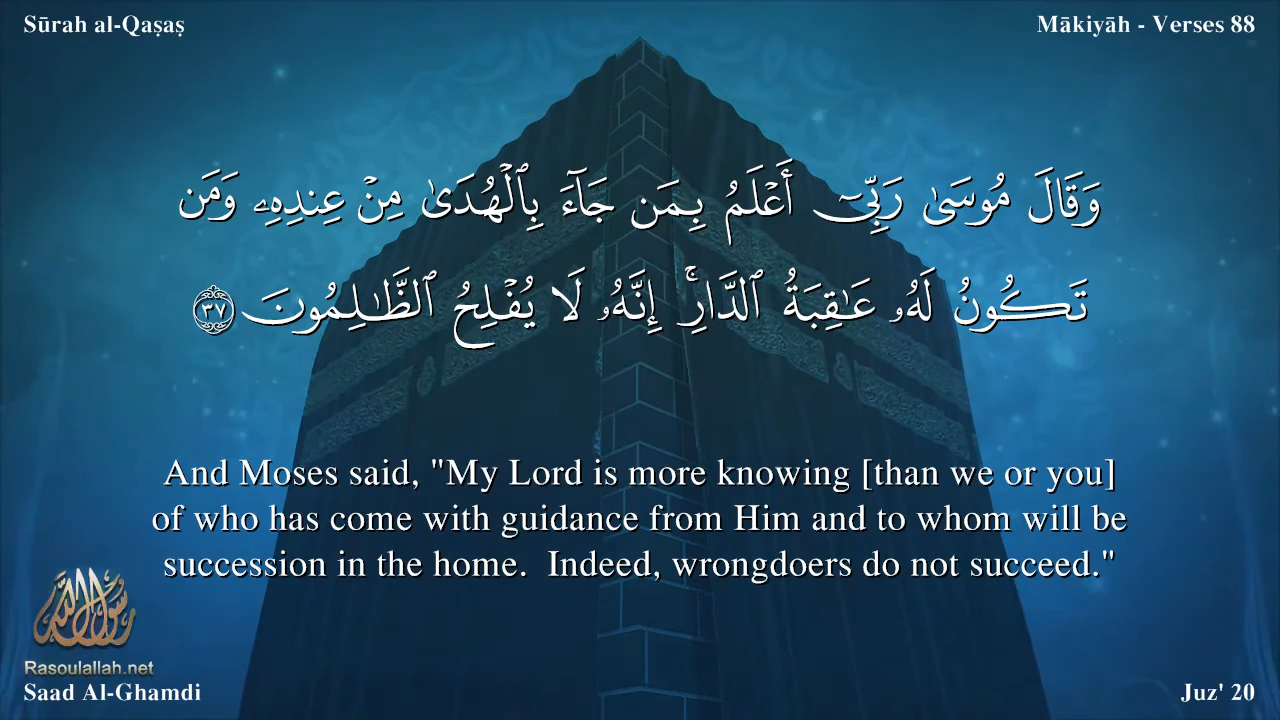 Sūrah al-Qaṣaṣ
Mākiyāh - Verses 88
وَقَالَ مُوسَىٰ رَبِّىٓ أَعْلَمُ بِمَن جَآءَ بِٱلْهُدَىٰ مِنْ عِندِهِۦ وَمَن
تَكُونُ لَهُۥ عَـٰقِبَةُ ٱلدَّارِ ۚ إِنَّهُۥ لَا يُفْلِحُ ٱلظَّـٰلِمُونَ ٣٧
And Moses said, "My Lord is more knowing [than we or you]
of who has come with guidance from Him and to whom will be
succession in the home.  Indeed, wrongdoers do not succeed."
رسول الله
Rasoulallah.net
Saad Al-Ghamdi
Juz' 20